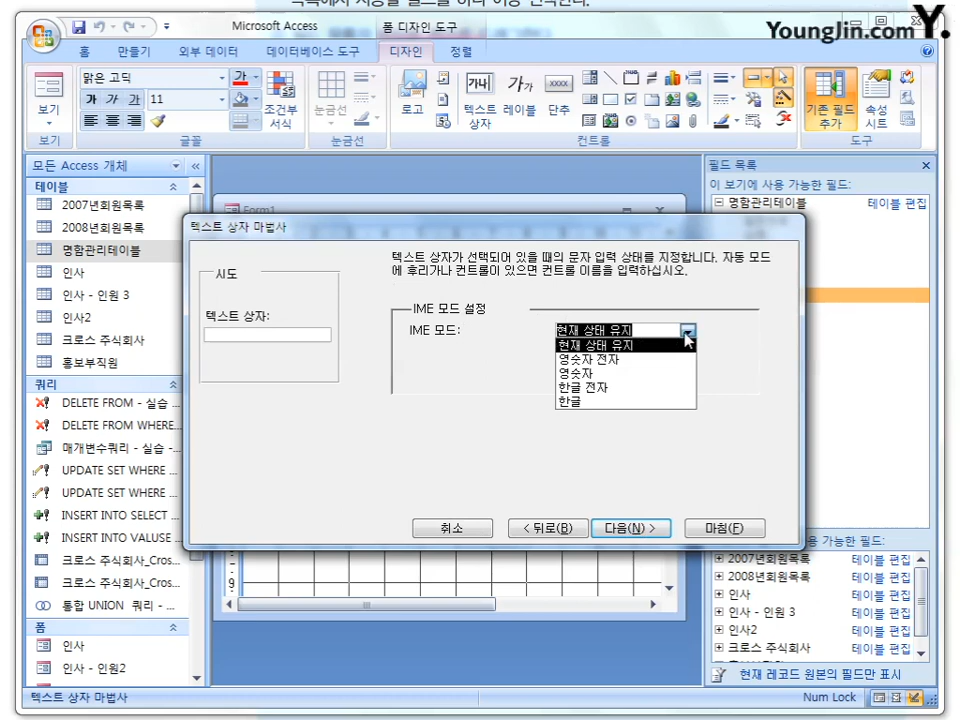 Microsoft Access
폼 디자인 도구
YoungJin.com Y.
홈
만들기
외부 데이터
데이터베이스 도구
디자인
정렬
보기
맑은 고딕
가 가 가 11
조건부
서식
눈금선
로고
가나
텍스트
상자
가가
레이블
xxxx
단추
기존 필드
추가
속성
시트
보기
글꼴
눈금선
컨트롤
도구
모든 Access 개체
테이블
2007년회원목록
2008년회원목록
명함관리테이블
인사
인사 - 인원 3
인사2
크로스 주식회사
홍보부직원
쿼리
DELETE FROM - 실습 ...
DELETE FROM WHERE...
매개변수쿼리 - 실습 -...
UPDATE SET WHERE ...
UPDATE SET WHERE ...
INSERT INTO SELECT ...
INSERT INTO VALUSE ...
크로스 주식회사_Cros...
크로스 주식회사_Cros...
통합 UNION 쿼리 - ...
폼
인사
인사 - 인원2
Form1
텍스트 상자 마법사
시도
텍스트 상자:
텍스트 상자가 선택되어 있을 때의 문자 입력 상태를 지정합니다. 자동 모드
에 후리가나 컨트롤이 있으면 컨트롤 이름을 입력하십시오.
IME 모드 설정
IME 모드:
현재 상태 유지
현재 상태 유지
영숫자 전자
영숫자
한글 전자
한글
취소
< 뒤로(B)
다음(N) >
마침(F)
9
필드 목록
이 보기에 사용 가능한 필드:
명함관리테이블
테이블 편집
용 가능한 필드:
2007년회원목록 테이블 편집
2008년회원목록 테이블 편집
인사 테이블 편집
인사 - 인원 3 테이블 편집
인사2 테이블 편집
크로스 주식회사 테이블 편집
현재 레코드 원본의 필드만 표시
텍스트 상자 마법사
Num Lock